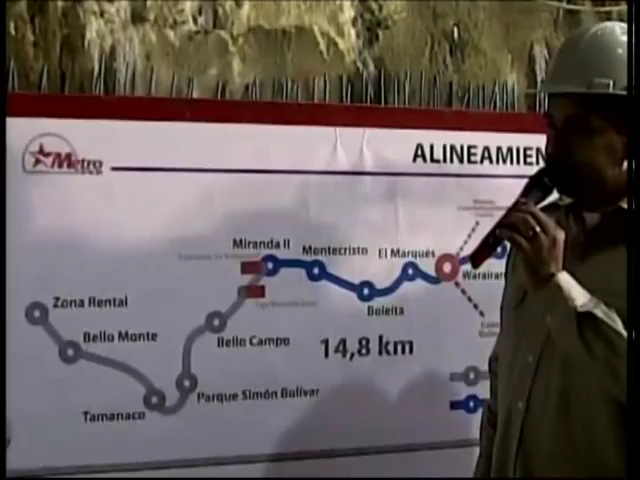 Metro
ALINEAMIEN
Miranda II
Montecristo
El Marqués
Zona Rental
Warairar
Boleíta
Bello Monte
Bello Campo
14,8 km
Parque Simón Bolívar
Tamanaco